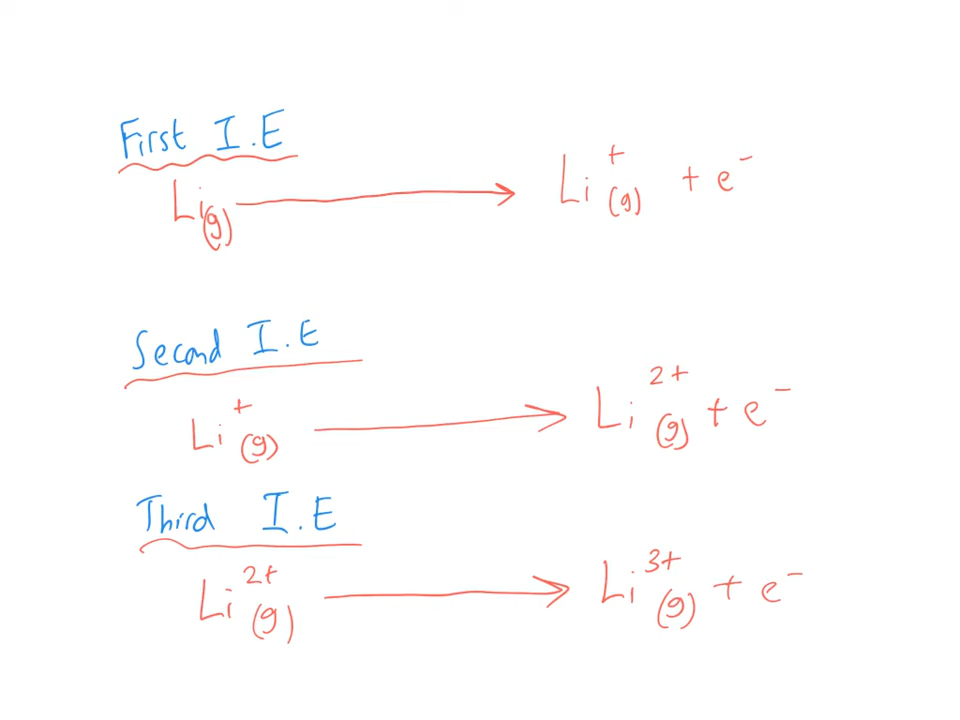 First I.E
Li(g) → Li⁺(g) + e⁻
Second I.E
Li⁺(g) → Li²⁺(g) + e⁻
Third I.E
Li²⁺(g) → Li³⁺(g) + e⁻